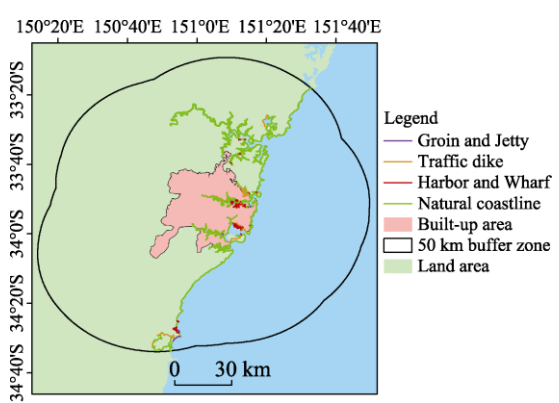 150°20'E 150°40'E 151°0'E 151°20'E 151°40'E
33°20'S
33°40'S
34°0'S
34°20'S
34°40'S
Legend
Groin and Jetty
Traffic dike
Harbor and Wharf
Natural coastline
Built-up area
50 km buffer zone
Land area
0 30 km